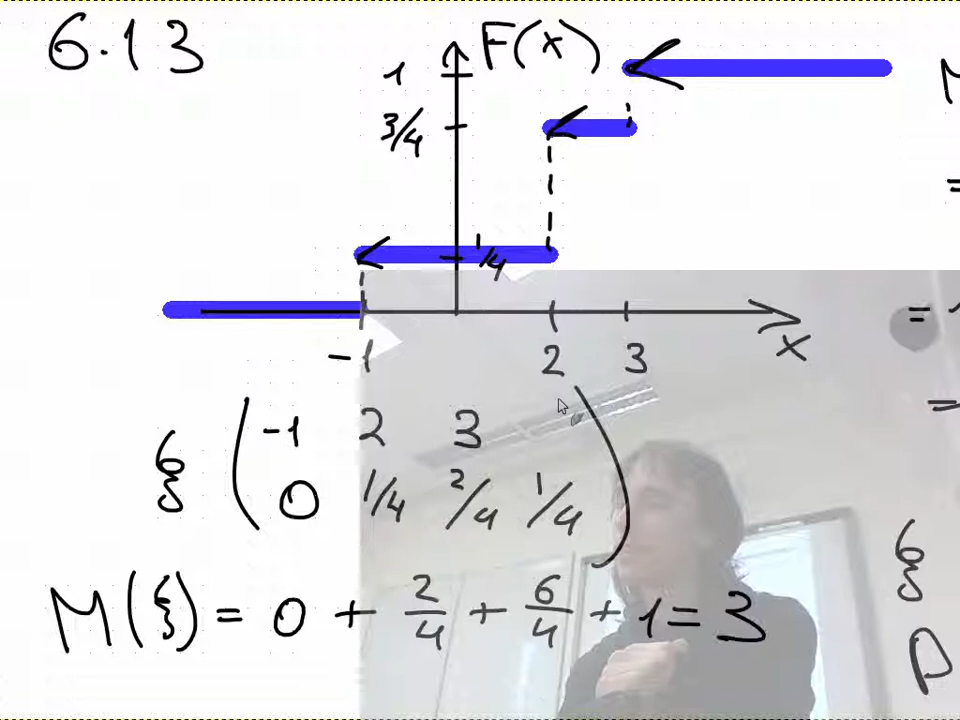 6.13
F(x)
1
3/4
1/4
-1 2 3 x
ξ ( -1 2 3
0 1/4 2/4 1/4 )
M(ξ) = 0 + 2/4 + 6/4 + 1 = 3
M
=
=
=
ξ
P